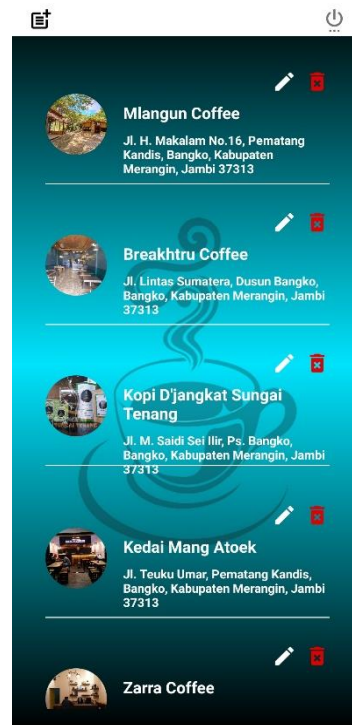 Mlangun Coffee
Jl. H. Makalam No.16, Pematang
Kandis, Bangko, Kabupaten
Merangin, Jambi 37313
Breakhtru Coffee
Jl. Lintas Sumatera, Dusun Bangko,
Bangko, Kabupaten Merangin, Jambi
37313
Kopi D'jangkat Sungai
Tenang
Jl. M. Saidi Sei Ilir, Ps. Bangko,
Bangko, Kabupaten Merangin, Jambi
37313
Kedai Mang Atoek
Jl. Teuku Umar, Pematang Kandis,
Bangko, Kabupaten Merangin, Jambi
37313
Zarra Coffee